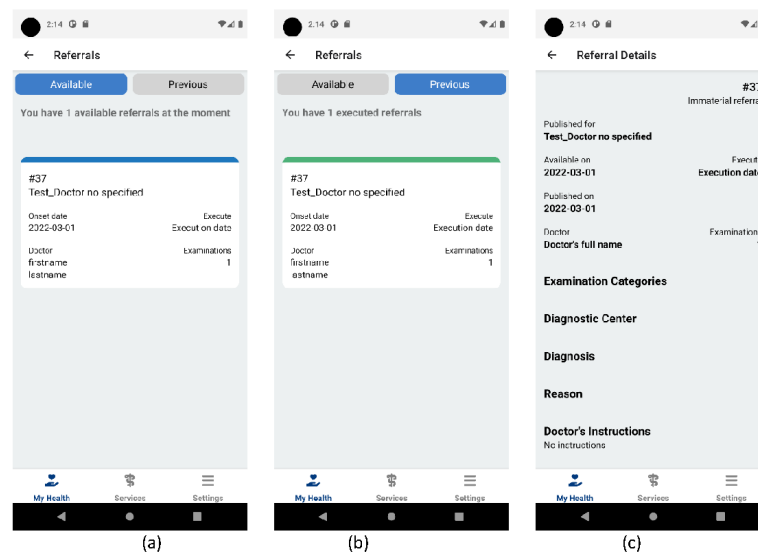 2:14
Referrals
Available
Previous
You have 1 available referrals at the moment
#37
Test_Doctor no specified
Onset date
Execute
2022-03-01
Execution date
Doctor
Examinations
firstname
1
lastname
My Health
Services
Settings
(a)
2:14
Referrals
Available
Previous
You have 1 executed referrals
#37
Test_Doctor no specified
Onset date
Execute
2022-03-01
Execution date
Doctor
Examinations
firstname
1
lastname
My Health
Services
Settings
(b)
2:14
Referral Details
#37
Immaterial referra
Published for
Test_Doctor no specified
Available on
Execut
2022-03-01
Execution dat
Published on
2022-03-01
Doctor
Examination
Doctor's full name
Examination Categories
Diagnostic Center
Diagnosis
Reason
Doctor's Instructions
No instructions
My Health
Services
Settings
(c)